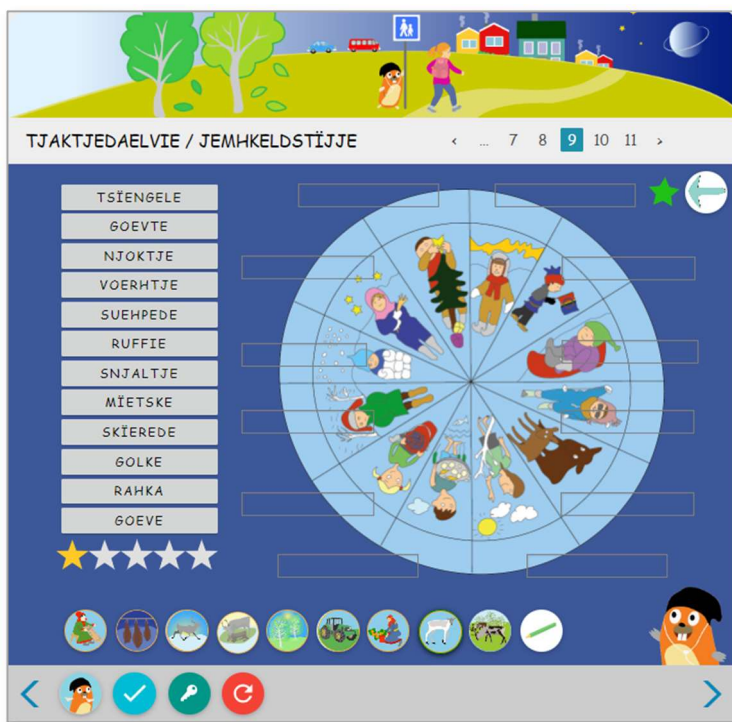 TJAKTJEDAELVIE / JEMHKELDSTÏJJE
‹ ... 7 8 9 10 11 ›
TSÏENGELE
GOEVTE
NJOKTJE
VOERHTJE
SUEHPEDE
RUFFIE
SNJALTJE
MÏETSKE
SKÏEREDE
GOLKE
RAHKA
GOEVE